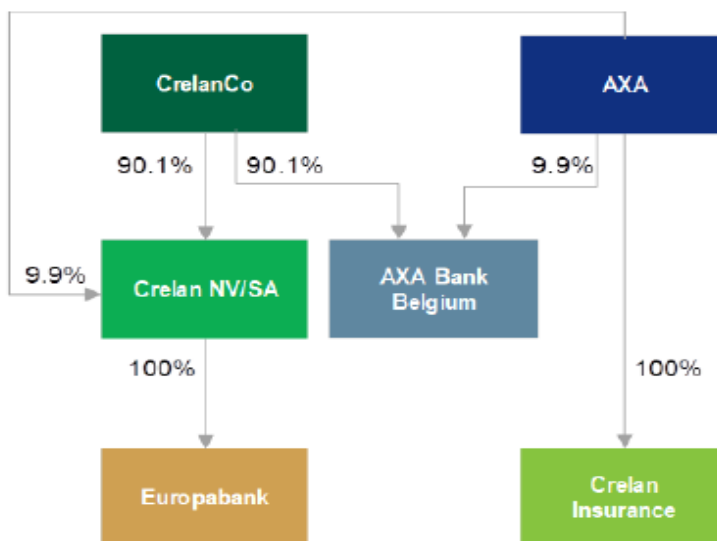 CrelanCo
AXA
90.1%
90.1%
9.9%
9.9%
Crelan NV/SA
AXA Bank
Belgium
100%
100%
Europabank
Crelan
Insurance